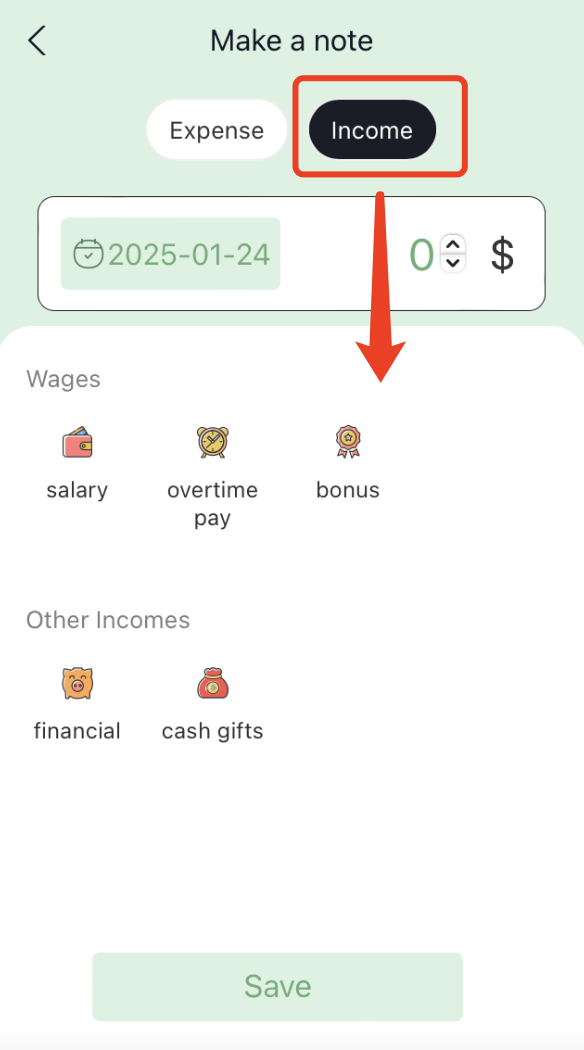 Make a note
Expense
Income
2025-01-24
0
$
Wages
salary
overtime
pay
bonus
Other Incomes
financial
cash gifts
Save